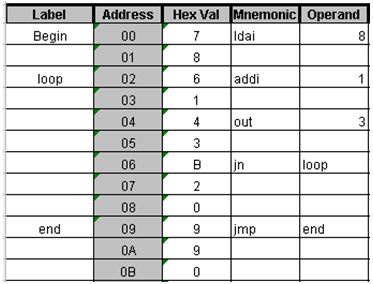 Label Address Hex Val Mnemonic Operand
Begin 00 7 ldai 8
01 8
loop 02 6 addi 1
03 1
04 4 out 3
05 3
06 B jn loop
07 2
08 0
end 09 9 jmp end
0A 9
0B 0